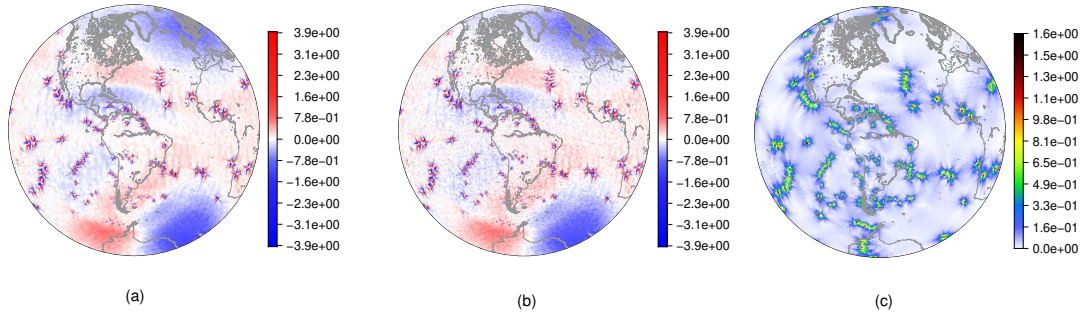 3.9e+00
3.1e+00
2.3e+00
1.6e+00
7.8e−01
0.0e+00
−7.8e−01
−1.6e+00
−2.3e+00
−3.1e+00
−3.9e+00
(a)
3.9e+00
3.1e+00
2.3e+00
1.6e+00
7.8e−01
0.0e+00
−7.8e−01
−1.6e+00
−2.3e+00
−3.1e+00
−3.9e+00
(b)
1.6e+00
1.5e+00
1.3e+00
1.1e+00
9.8e−01
8.1e−01
6.5e−01
4.9e−01
3.3e−01
1.6e−01
0.0e+00
(c)